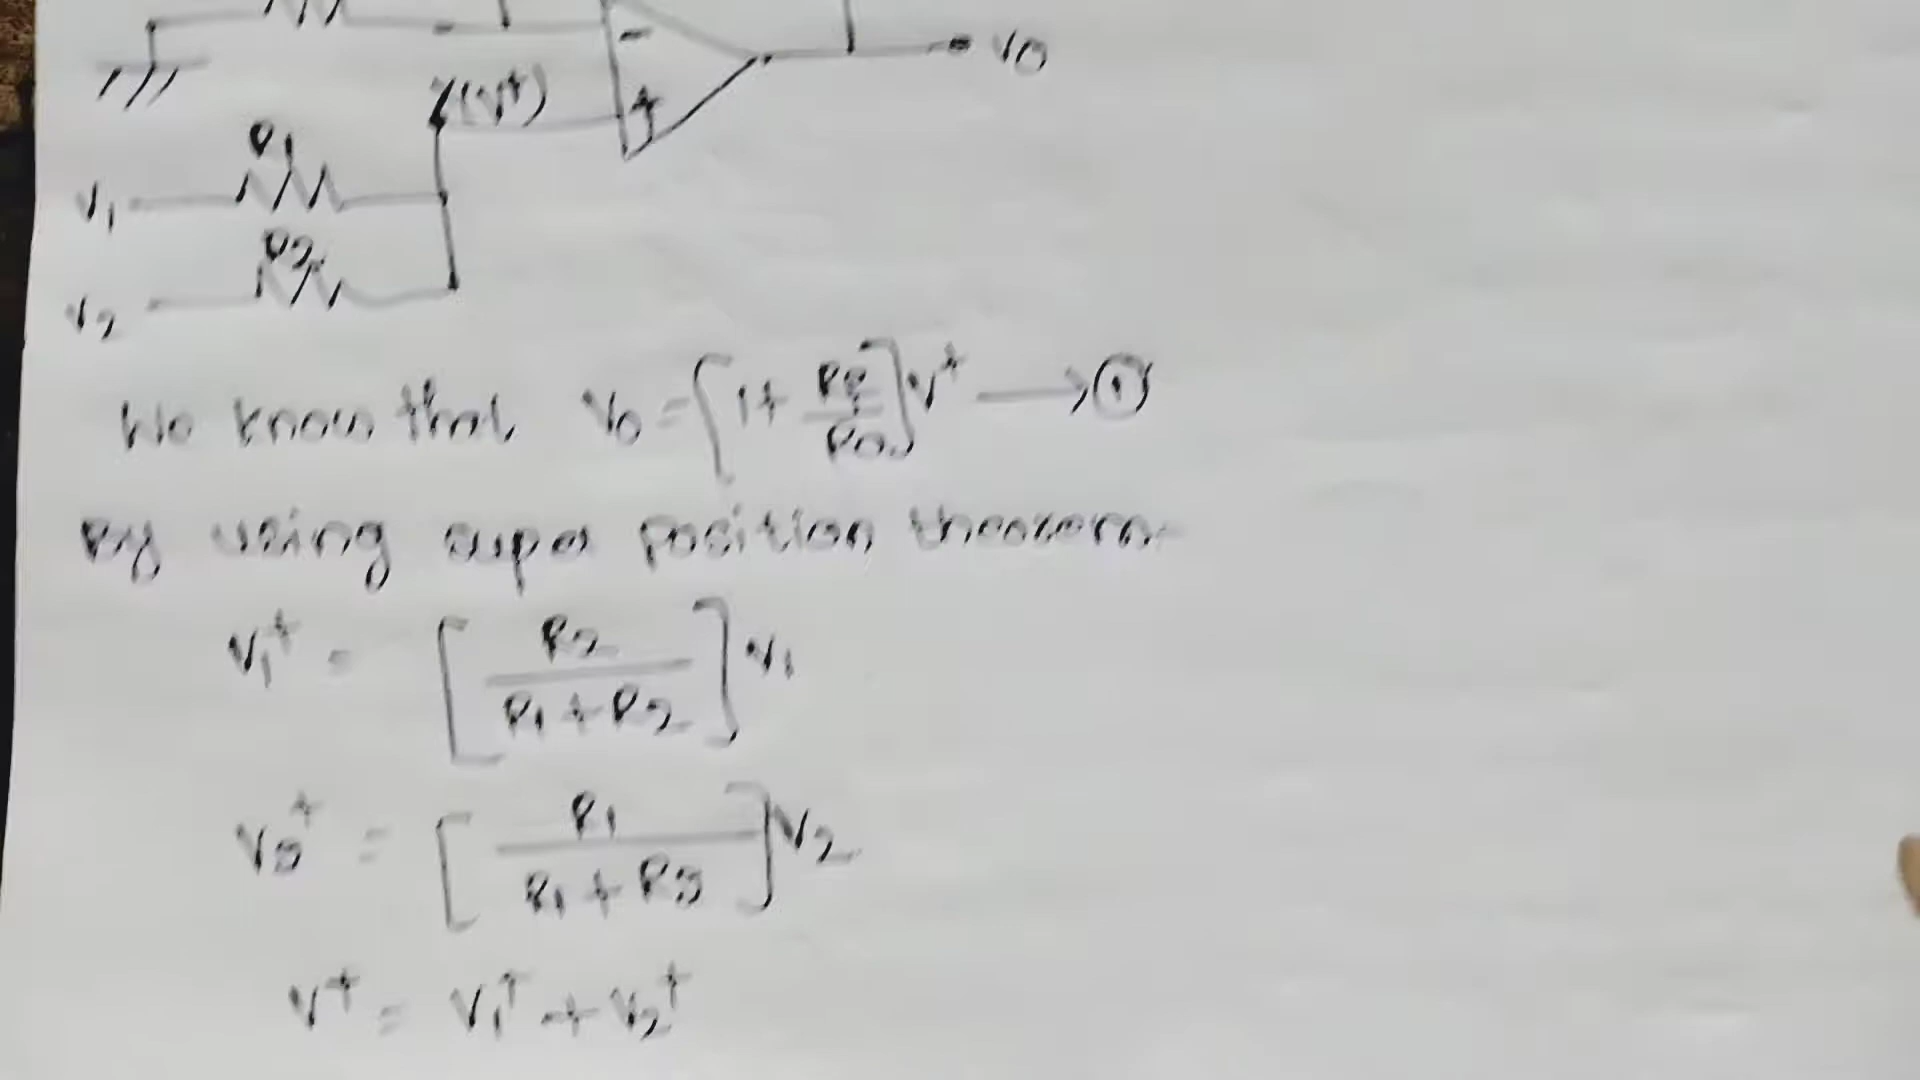 - V0
(V+)
+
R1
V1
R2
V2
We know that V0 = [1 + Rf/Ra] V+ → ①
By using super position theorem
V1+ = [R2/(R1+R2)] V1
V2+ = [R1/(R1+R2)] V2
V+ = V1+ + V2+